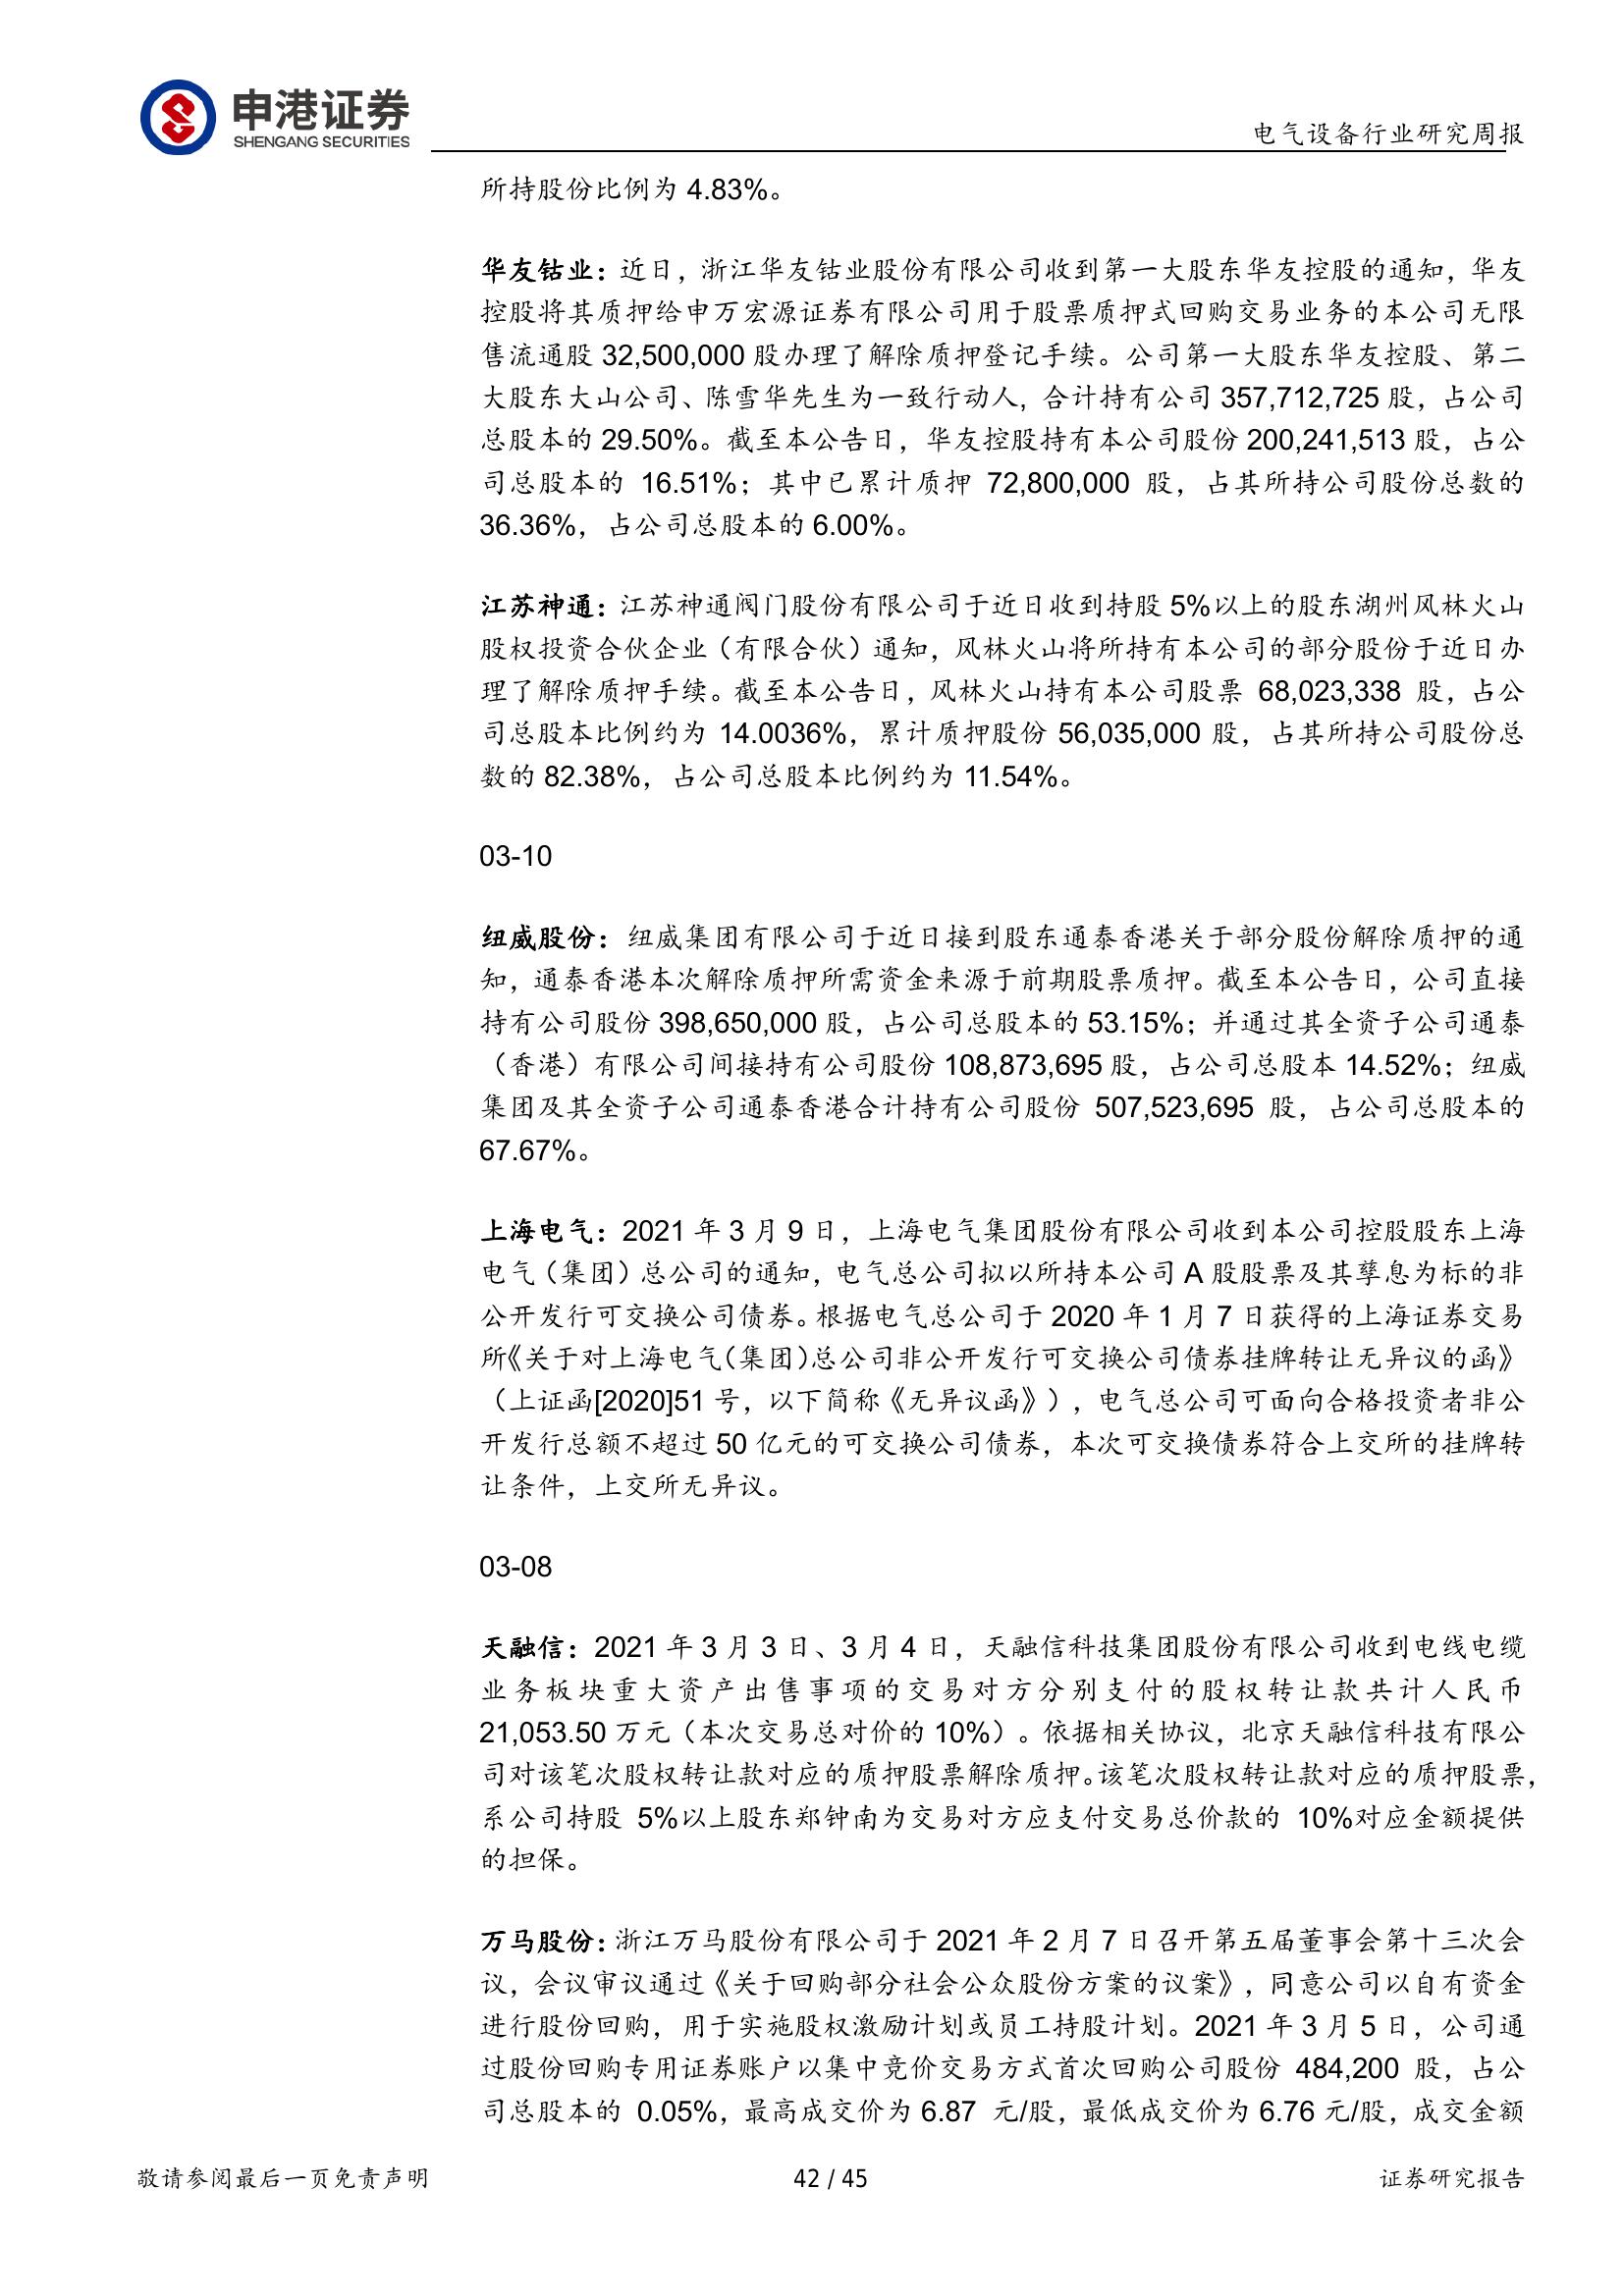 申港证券
SHENGANG SECURITIES
电气设备行业研究周报
所持股份比例为 4.83%。
华友钴业：近日，浙江华友钴业股份有限公司收到第一大股东华友控股的通知，华友
控股将其质押给申万宏源证券有限公司用于股票质押式回购交易业务的本公司无限
售流通股 32,500,000 股办理了解除质押登记手续。公司第一大股东华友控股、第二
大股东大山公司、陈雪华先生为一致行动人，合计持有公司 357,712,725 股，占公司
总股本的 29.50%。截至本公告日，华友控股持有本公司股份 200,241,513 股，占公
司总股本的 16.51%；其中已累计质押 72,800,000 股，占其所持公司股份总数的
36.36%，占公司总股本的 6.00%。
江苏神通：江苏神通阀门股份有限公司于近日收到持股 5%以上的股东湖州风林火山
股权投资合伙企业（有限合伙）通知，风林火山将所持有本公司的部分股份于近日办
理了解除质押手续。截至本公告日，风林火山持有本公司股票 68,023,338 股，占公
司总股本比例约为 14.0036%，累计质押股份 56,035,000 股，占其所持公司股份总
数的 82.38%，占公司总股本比例约为 11.54%。
03-10
纽威股份：纽威集团有限公司于近日接到股东通泰香港关于部分股份解除质押的通
知，通泰香港本次解除质押所需资金来源于前期股票质押。截至本公告日，公司直接
持有公司股份 398,650,000 股，占公司总股本的 53.15%；并通过其全资子公司通泰
（香港）有限公司间接持有公司股份 108,873,695 股，占公司总股本 14.52%；纽威
集团及其全资子公司通泰香港合计持有公司股份 507,523,695 股，占公司总股本的
67.67%。
上海电气：2021 年 3 月 9 日，上海电气集团股份有限公司收到本公司控股股东上海
电气（集团）总公司的通知，电气总公司拟以所持本公司 A 股股票及其孳息为标的非
公开发行可交换公司债券。根据电气总公司于 2020 年 1 月 7 日获得的上海证券交易
所《关于对上海电气（集团）总公司非公开发行可交换公司债券挂牌转让无异议的函》
（上证函[2020]51 号，以下简称《无异议函》），电气总公司可面向合格投资者非公
开发行总额不超过 50 亿元的可交换公司债券，本次可交换债券符合上交所的挂牌转
让条件，上交所无异议。
03-08
天融信：2021 年 3 月 3 日、3 月 4 日，天融信科技集团股份有限公司收到电线电缆
业务板块重大资产出售事项的交易对方分别支付的股权转让款共计人民币
21,053.50 万元（本次交易总对价的 10%）。依据相关协议，北京天融信科技有限公
司对该笔次股权转让款对应的质押股票解除质押。该笔次股权转让款对应的质押股票，
系公司持股 5%以上股东郑钟南为交易对方应支付交易总价款的 10%对应金额提供
的担保。
万马股份：浙江万马股份有限公司于 2021 年 2 月 7 日召开第五届董事会第十三次会
议，会议审议通过《关于回购部分社会公众股份方案的议案》，同意公司以自有资金
进行股份回购，用于实施股权激励计划或员工持股计划。2021 年 3 月 5 日，公司通
过股份回购专用证券账户以集中竞价交易方式首次回购公司股份 484,200 股，占公
司总股本的 0.05%，最高成交价为 6.87 元/股，最低成交价为 6.76 元/股，成交金额
敬请参阅最后一页免责声明
42 / 45
证券研究报告